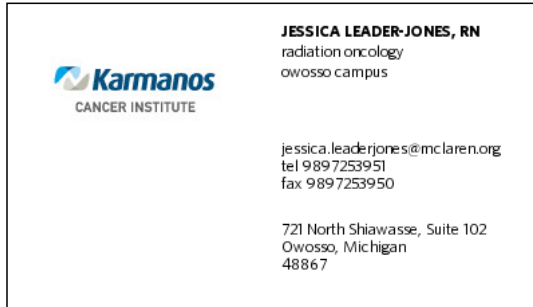 Karmanos
CANCER INSTITUTE
JESSICA LEADER-JONES, RN
radiation oncology
owosso campus
jessica.leaderjones@mclaren.org
tel 9897253951
fax 9897253950
721 North Shiawasse, Suite 102
Owosso, Michigan
48867